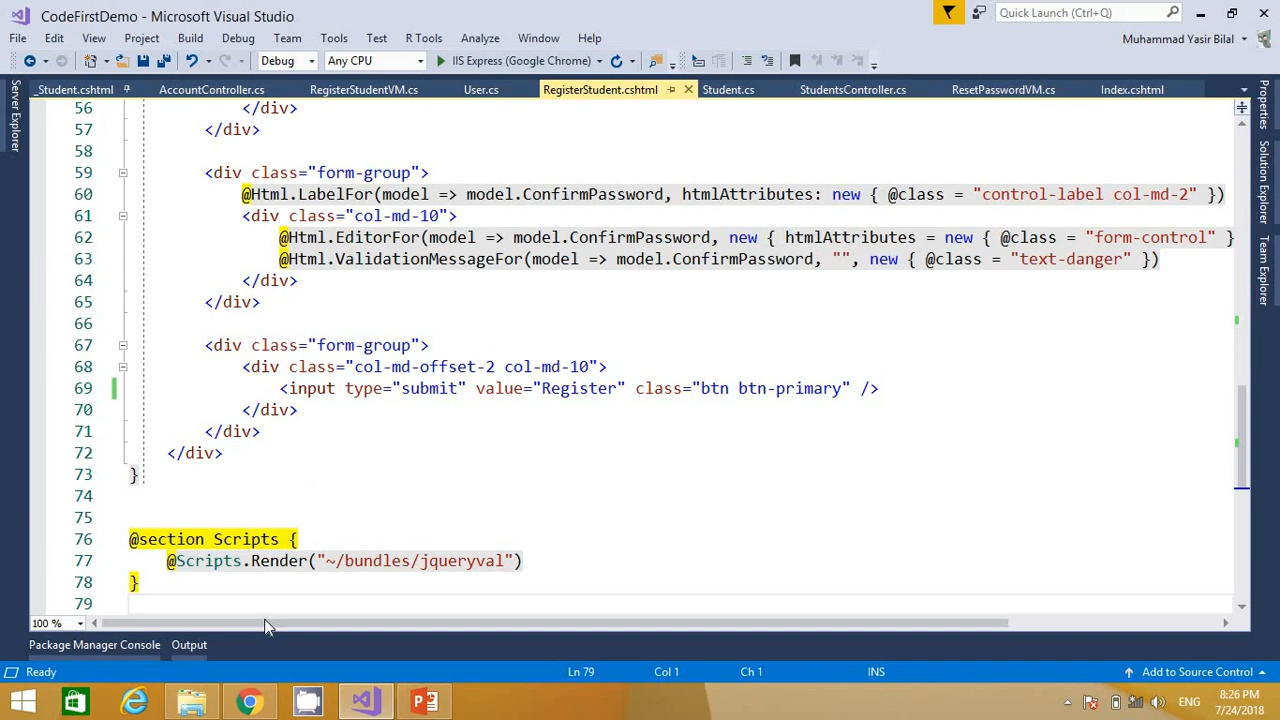 CodeFirstDemo - Microsoft Visual Studio
Quick Launch (Ctrl+Q)
File Edit View Project Build Debug Team Tools Test R Tools Analyze Window Help
Muhammad Yasir Bilal
Debug Any CPU IIS Express (Google Chrome)
_Student.cshtml AccountController.cs RegisterStudentVM.cs User.cs RegisterStudent.cshtml Student.cs StudentsController.cs ResetPasswordVM.cs Index.cshtml
Server Explorer
Properties
Solution Explorer
Team Explorer
56 </div>
57 </div>
58
59 <div class="form-group">
60 @Html.LabelFor(model => model.ConfirmPassword, htmlAttributes: new { @class = "control-label col-md-2" })
61 <div class="col-md-10">
62 @Html.EditorFor(model => model.ConfirmPassword, new { htmlAttributes = new { @class = "form-control" }
63 @Html.ValidationMessageFor(model => model.ConfirmPassword, "", new { @class = "text-danger" })
64 </div>
65 </div>
66
67 <div class="form-group">
68 <div class="col-md-offset-2 col-md-10">
69 <input type="submit" value="Register" class="btn btn-primary" />
70 </div>
71 </div>
72 </div>
73 }
74
75
76 @section Scripts {
77 @Scripts.Render("~/bundles/jqueryval")
78 }
79
100 %
Package Manager Console Output
Ready Ln 79 Col 1 Ch 1 INS Add to Source Control
ENG
8:26 PM
7/24/2018